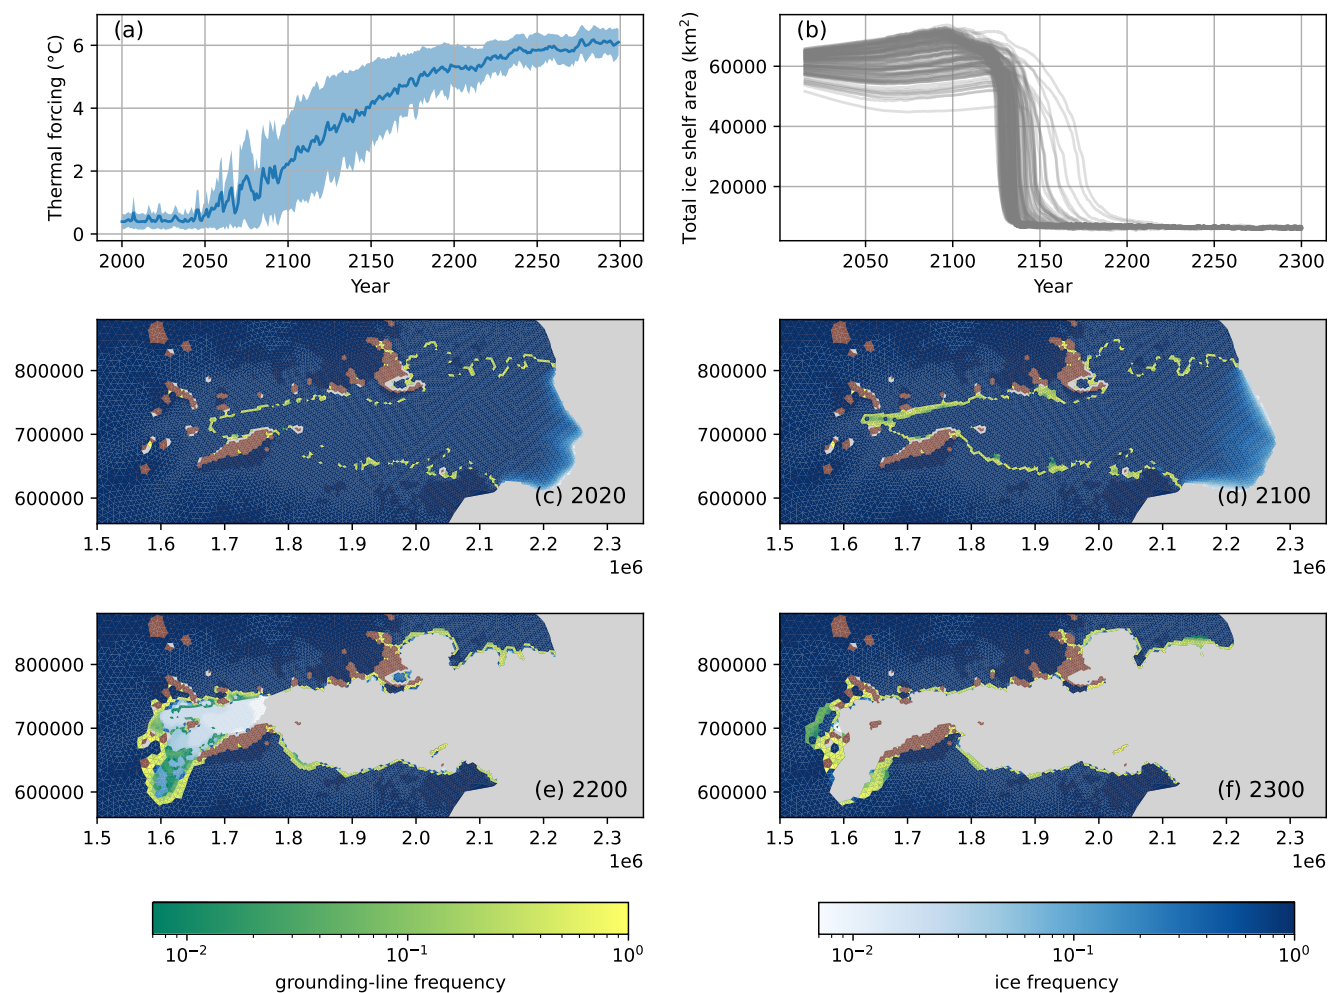 (a)
Thermal forcing (°C)
6
4
2
0
2000 2050 2100 2150 2200 2250 2300
Year
(b)
Total ice shelf area (km²)
60000
40000
20000
2050 2100 2150 2200 2250 2300
Year
800000
700000
600000
(c) 2020
1.5 1.6 1.7 1.8 1.9 2.0 2.1 2.2 2.3
1e6
800000
700000
600000
(d) 2100
1.5 1.6 1.7 1.8 1.9 2.0 2.1 2.2 2.3
1e6
800000
700000
600000
(e) 2200
1.5 1.6 1.7 1.8 1.9 2.0 2.1 2.2 2.3
1e6
800000
700000
600000
(f) 2300
1.5 1.6 1.7 1.8 1.9 2.0 2.1 2.2 2.3
1e6
10⁻² 10⁻¹ 10⁰
grounding-line frequency
10⁻² 10⁻¹ 10⁰
ice frequency